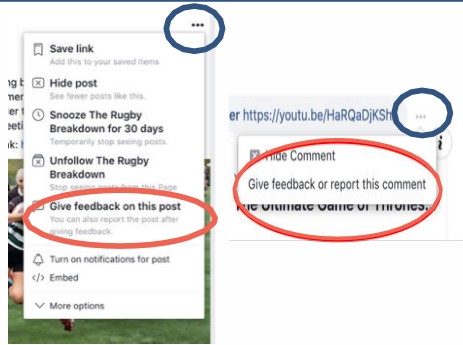 Save link
Add this to your saved items
Hide post
See fewer posts like this.
Snooze The Rugby
Breakdown for 30 days
Temporarily stop seeing posts.
Unfollow The Rugby
Breakdown
Stop seeing posts from this Page
Give feedback on this post
You can also report the post after
giving feedback.
Turn on notifications for post
</> Embed
More options
er https://youtu.be/HaRQaDjKSh
Hide Comment
Give feedback or report this comment
The Ultimate Game of Thrones...